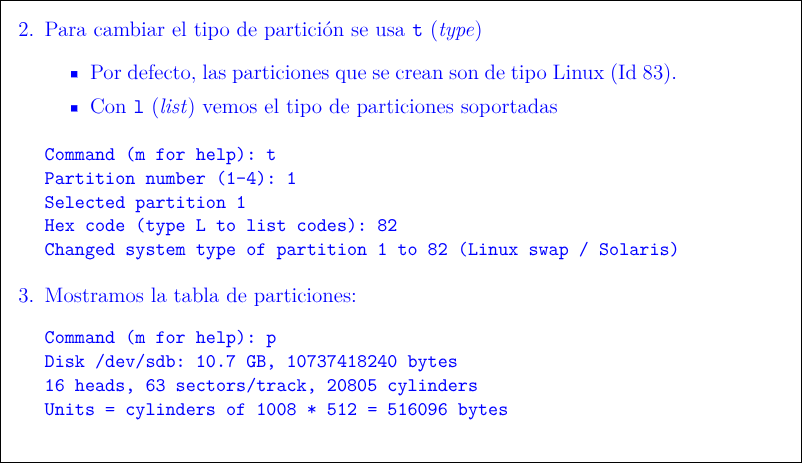 2. Para cambiar el tipo de partición se usa t (type)
▪ Por defecto, las particiones que se crean son de tipo Linux (Id 83).
▪ Con l (list) vemos el tipo de particiones soportadas
Command (m for help): t
Partition number (1-4): 1
Selected partition 1
Hex code (type L to list codes): 82
Changed system type of partition 1 to 82 (Linux swap / Solaris)
3. Mostramos la tabla de particiones:
Command (m for help): p
Disk /dev/sdb: 10.7 GB, 10737418240 bytes
16 heads, 63 sectors/track, 20805 cylinders
Units = cylinders of 1008 * 512 = 516096 bytes